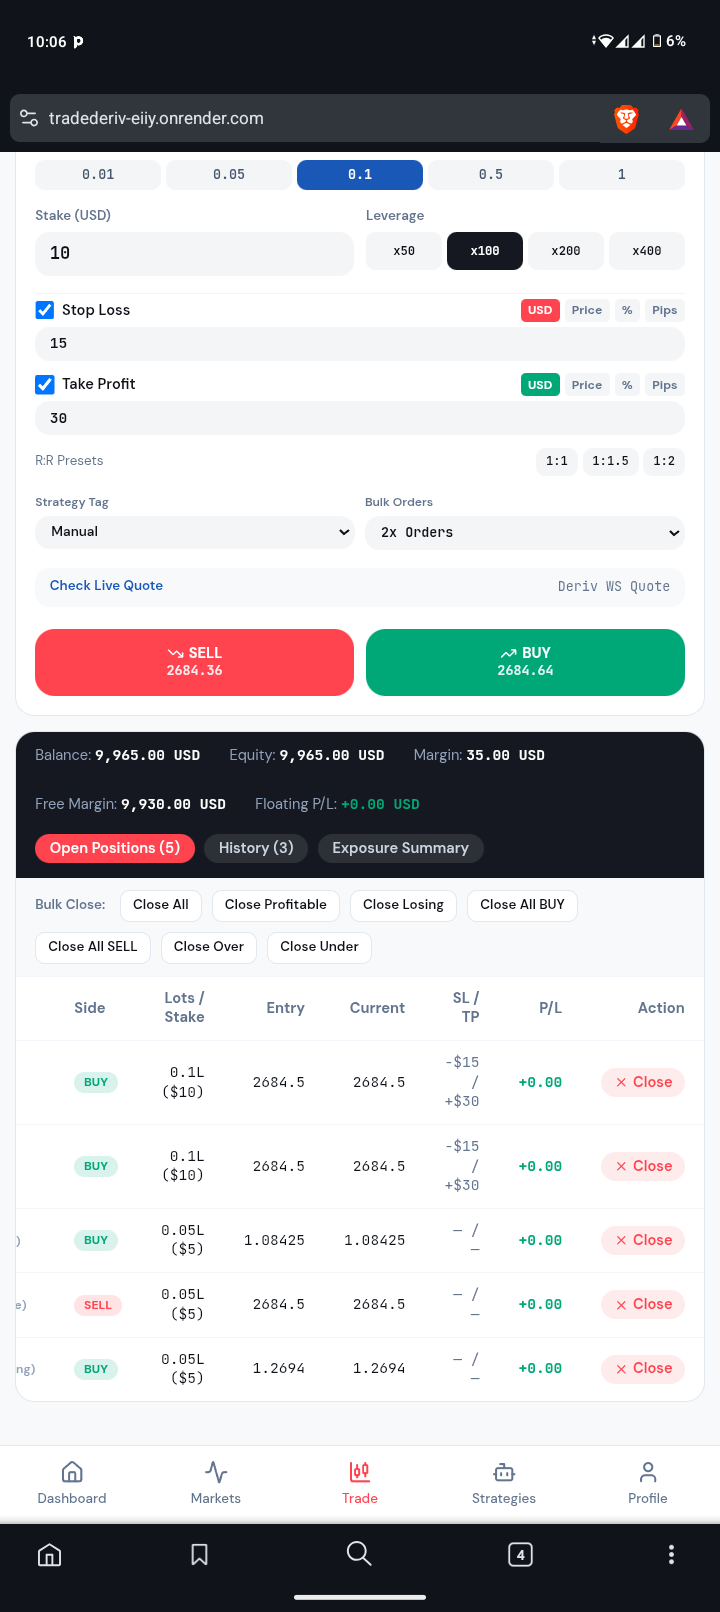 10:06
6%
tradederiv-eiiy.onrender.com
0.01 0.05 0.1 0.5 1
Stake (USD) Leverage
10 x50 x100 x200 x400
Stop Loss USD Price % Pips
15
Take Profit USD Price % Pips
30
R:R Presets 1:1 1:1.5 1:2
Strategy Tag Bulk Orders
Manual 2x Orders
Check Live Quote Deriv WS Quote
SELL BUY
2684.36 2684.64
Balance: 9,965.00 USD Equity: 9,965.00 USD Margin: 35.00 USD
Free Margin: 9,930.00 USD Floating P/L: +0.00 USD
Open Positions (5) History (3) Exposure Summary
Bulk Close: Close All Close Profitable Close Losing Close All BUY
Close All SELL Close Over Close Under
Side Lots / Stake Entry Current SL / TP P/L Action
BUY 0.1L ($10) 2684.5 2684.5 -$15 / +$30 +0.00 × Close
BUY 0.1L ($10) 2684.5 2684.5 -$15 / +$30 +0.00 × Close
) BUY 0.05L ($5) 1.08425 1.08425 — / — +0.00 × Close
e) SELL 0.05L ($5) 2684.5 2684.5 — / — +0.00 × Close
ng) BUY 0.05L ($5) 1.2694 1.2694 — / — +0.00 × Close
Dashboard Markets Trade Strategies Profile
4